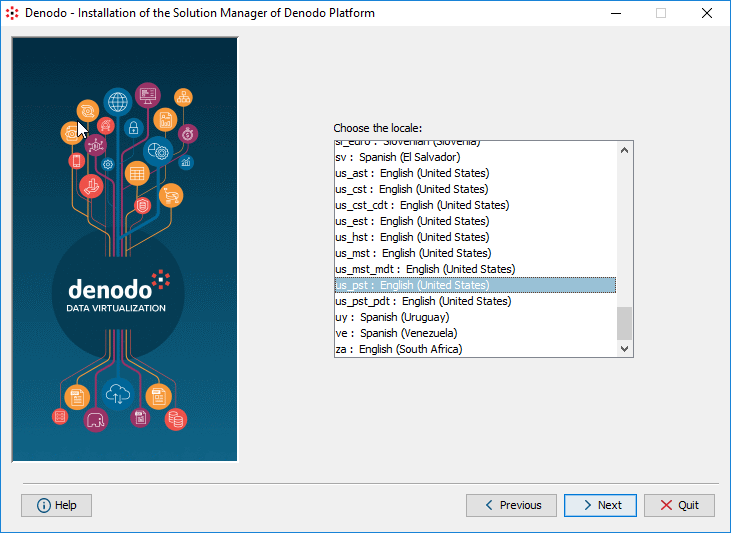 Denodo - Installation of the Solution Manager of Denodo Platform
denodo
DATA VIRTUALIZATION
Choose the locale:
si_euro : Slovenian (Slovenia)
sv : Spanish (El Salvador)
us_ast : English (United States)
us_cst : English (United States)
us_cst_cdt : English (United States)
us_est : English (United States)
us_hst : English (United States)
us_mst : English (United States)
us_mst_mdt : English (United States)
us_pst : English (United States)
us_pst_pdt : English (United States)
uy : Spanish (Uruguay)
ve : Spanish (Venezuela)
za : English (South Africa)
Help
Previous
Next
Quit